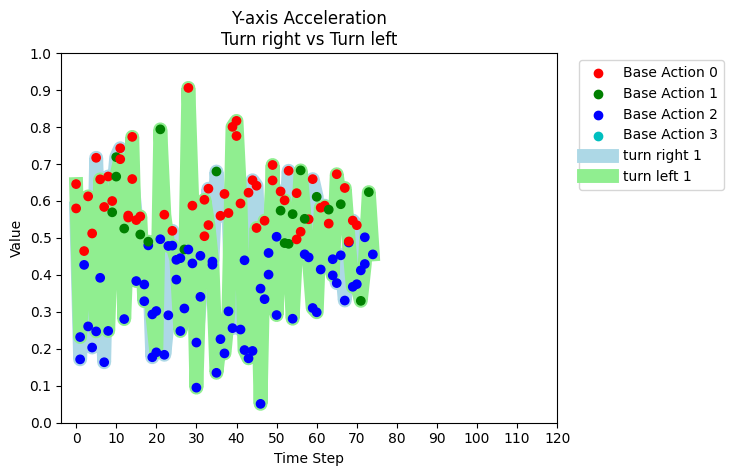 Y-axis Acceleration
Turn right vs Turn left
1.0
0.9
0.8
0.7
0.6
0.5
0.4
0.3
0.2
0.1
0.0
Value
0 10 20 30 40 50 60 70 80 90 100 110 120
Time Step
Base Action 0
Base Action 1
Base Action 2
Base Action 3
turn right 1
turn left 1